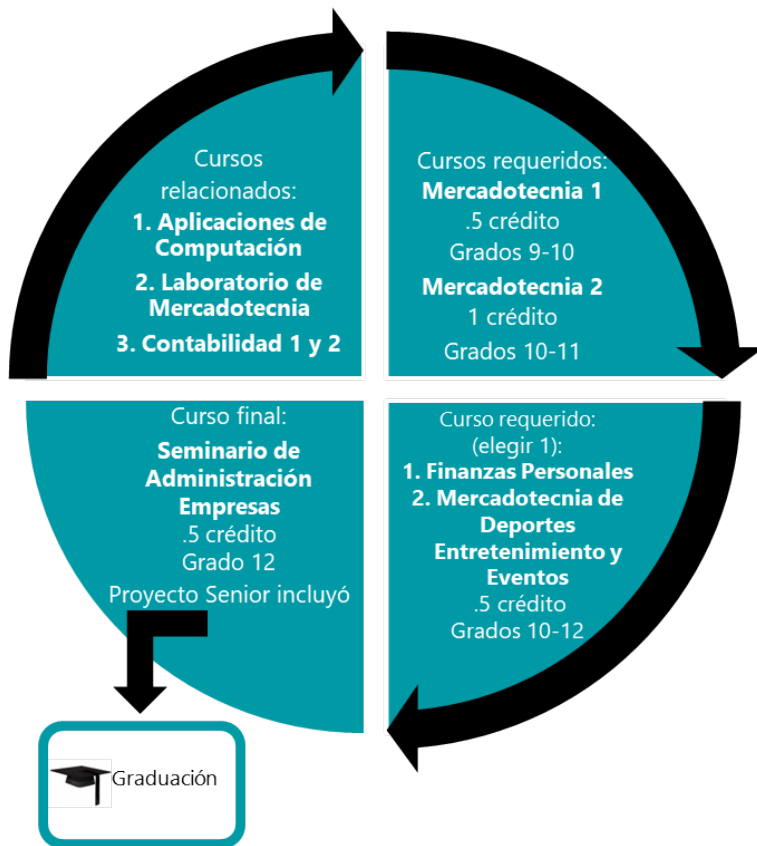 Cursos
relacionados:
1. Aplicaciones de
Computación
2. Laboratorio de
Mercadotecnia
3. Contabilidad 1 y 2
Cursos requeridos:
Mercadotecnia 1
.5 crédito
Grados 9-10
Mercadotecnia 2
1 crédito
Grados 10-11
Curso requerido:
(elegir 1):
1. Finanzas Personales
2. Mercadotecnia de
Deportes
Entretenimiento y
Eventos
.5 crédito
Grados 10-12
Curso final:
Seminario de
Administración
Empresas
.5 crédito
Grado 12
Proyecto Senior incluyó
Graduación